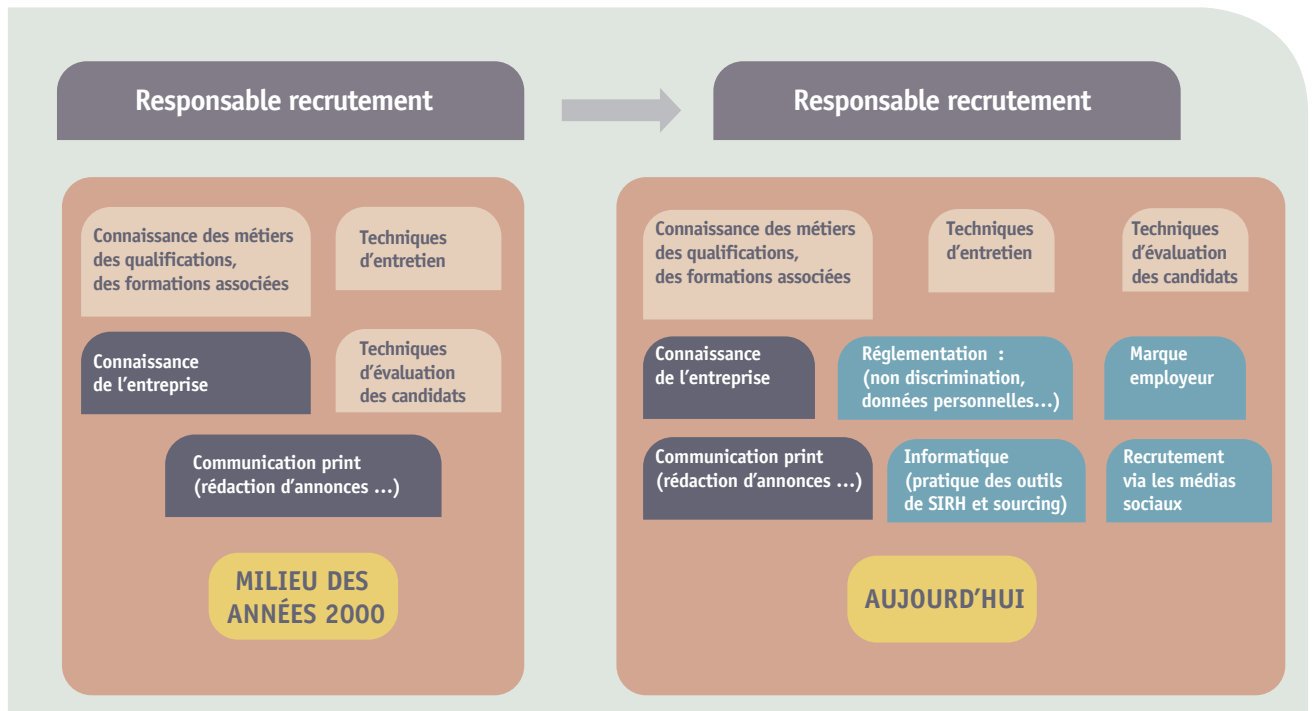 Responsable recrutement
Responsable recrutement
Connaissance des métiers
des qualifications,
des formations associées
Techniques
d'entretien
Connaissance
de l'entreprise
Techniques
d'évaluation
des candidats
Communication print
(rédaction d'annonces ...)
MILIEU DES
ANNÉES 2000
Connaissance des métiers
des qualifications,
des formations associées
Techniques
d'entretien
Techniques
d'évaluation
des candidats
Connaissance
de l'entreprise
Réglementation :
(non discrimination,
données personnelles...)
Marque
employeur
Communication print
(rédaction d'annonces ...)
Informatique
(pratique des outils
de SIRH et sourcing)
Recrutement
via les médias
sociaux
AUJOURD'HUI